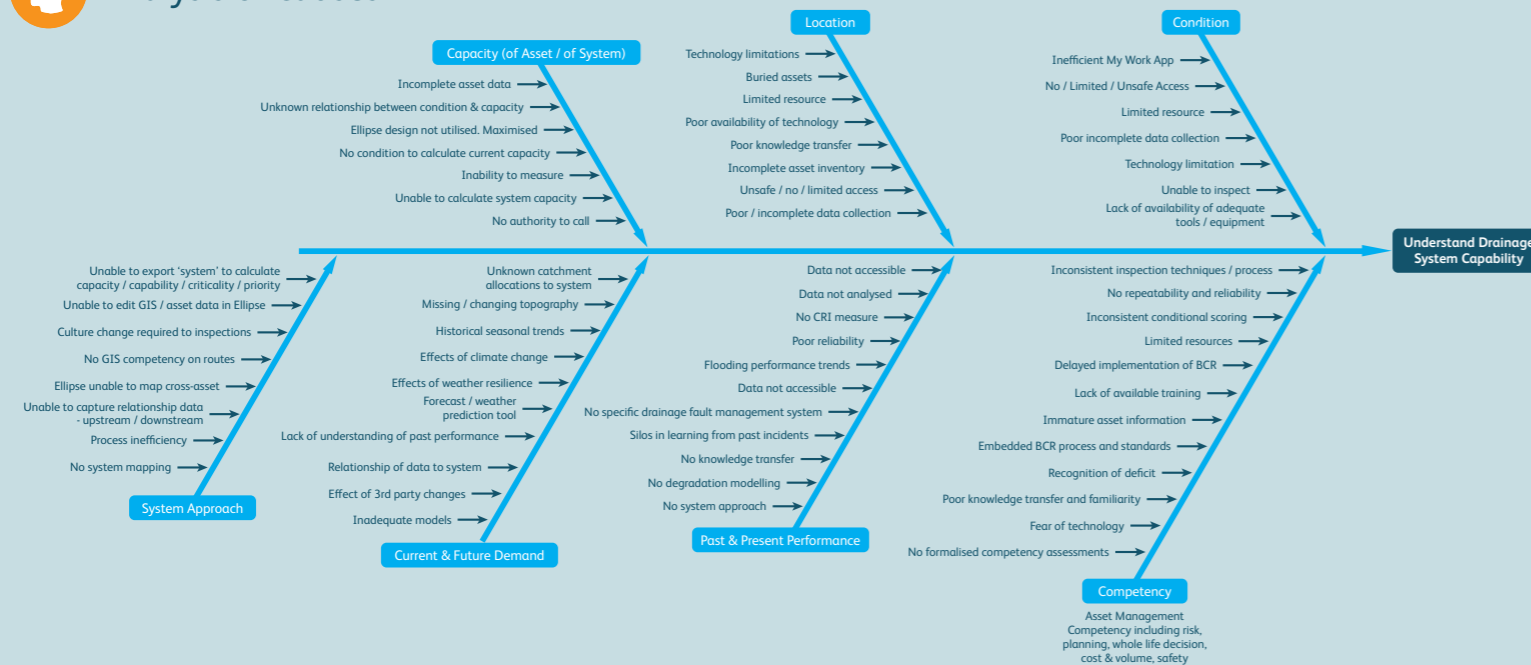 Location
Condition
Capacity (of Asset / of System)
Incomplete asset data
Unknown relationship between condition & capacity
Ellipse design not utilised. Maximised
No condition to calculate current capacity
Inability to measure
Unable to calculate system capacity
No authority to call
Technology limitations
Buried assets
Limited resource
Poor availability of technology
Poor knowledge transfer
Incomplete asset inventory
Unsafe / no / limited access
Poor / incomplete data collection
Inefficient My Work App
No / Limited / Unsafe Access
Limited resource
Poor incomplete data collection
Technology limitation
Unable to inspect
Lack of availability of adequate
tools / equipment
Understand Drainage
System Capability
Unable to export ‘system’ to calculate
capacity / capability / criticality / priority
Unable to edit GIS / asset data in Ellipse
Culture change required to inspections
No GIS competency on routes
Ellipse unable to map cross-asset
Unable to capture relationship data
- upstream / downstream
Process inefficiency
No system mapping
System Approach
Unknown catchment
allocations to system
Missing / changing topography
Historical seasonal trends
Effects of climate change
Effects of weather resilience
Forecast / weather
prediction tool
Lack of understanding of past performance
Relationship of data to system
Effect of 3rd party changes
Inadequate models
Current & Future Demand
Data not accessible
Data not analysed
No CRI measure
Poor reliability
Flooding performance trends
Data not accessible
No specific drainage fault management system
Silos in learning from past incidents
No knowledge transfer
No degradation modelling
No system approach
Past & Present Performance
Inconsistent inspection techniques / process
No repeatability and reliability
Inconsistent conditional scoring
Limited resources
Delayed implementation of BCR
Lack of available training
Immature asset information
Embedded BCR process and standards
Recognition of deficit
Poor knowledge transfer and familiarity
Fear of technology
No formalised competency assessments
Competency
Asset Management
Competency including risk,
planning, whole life decision,
cost & volume, safety